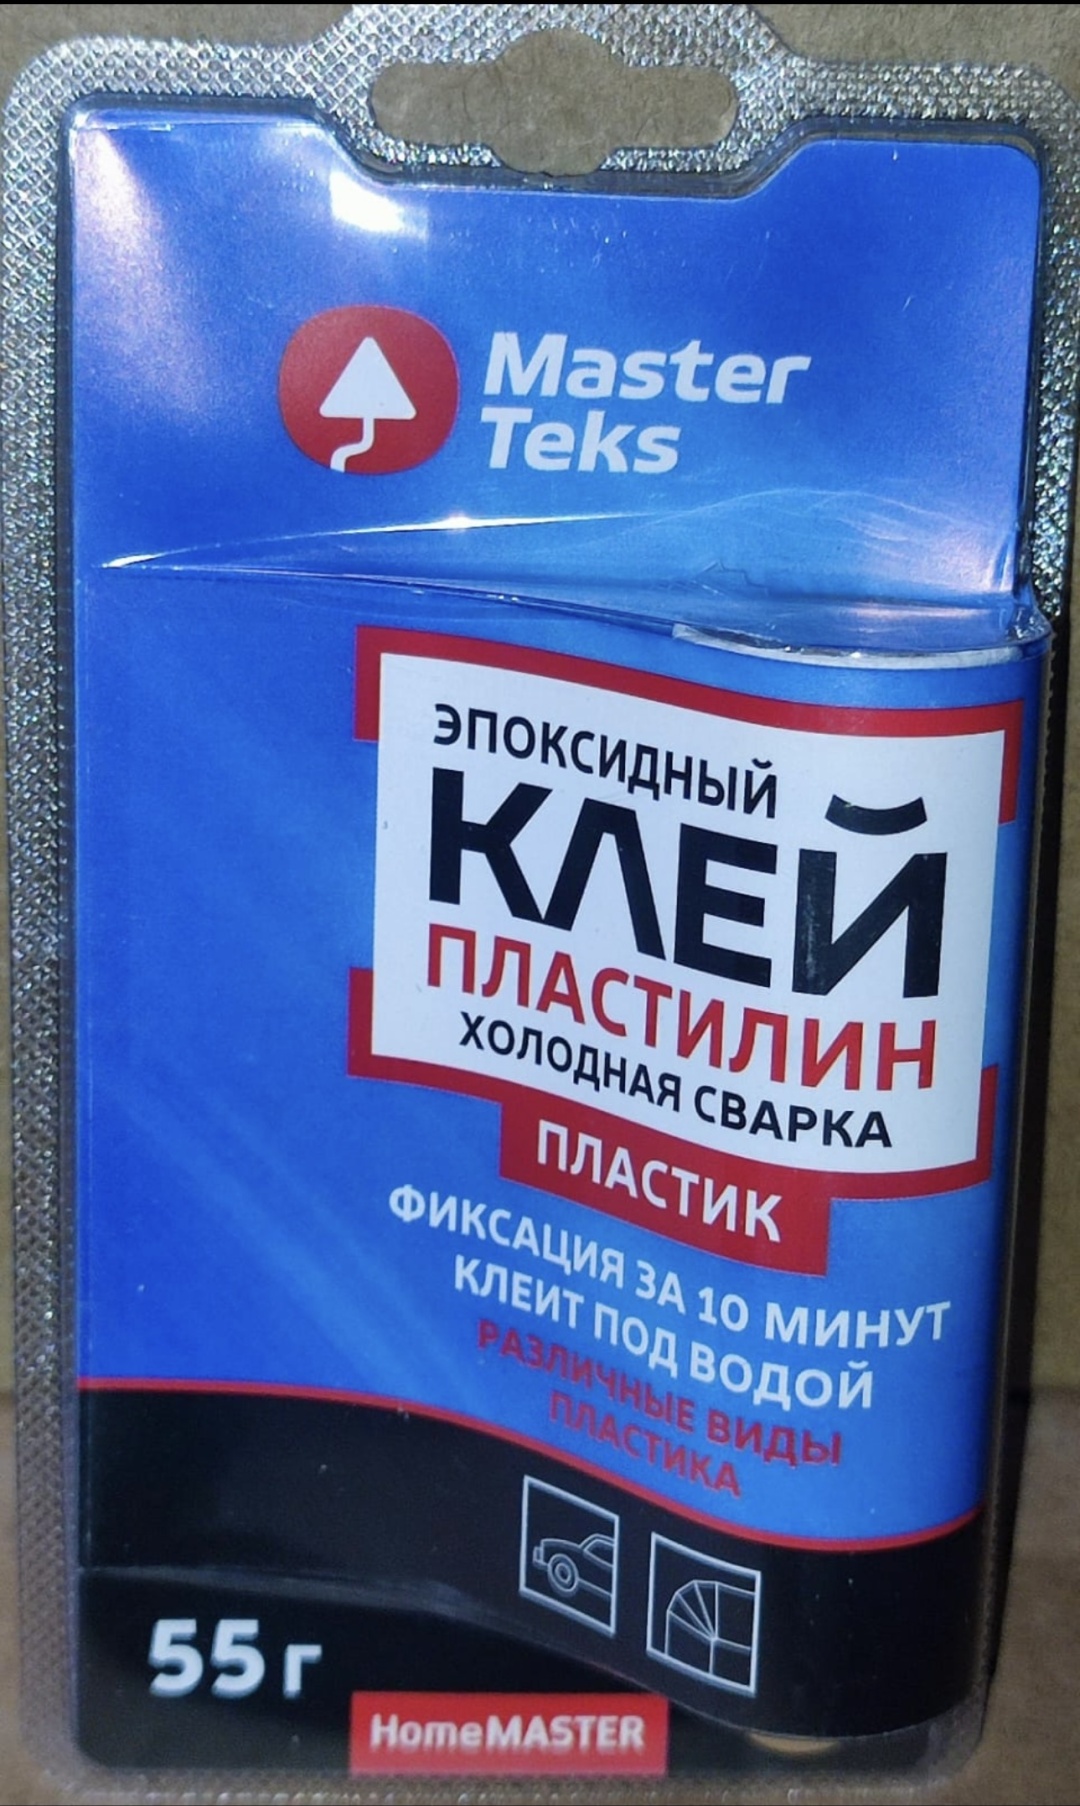 Master
Teks
ЭПОКСИДНЫЙ
КЛЕЙ
ПЛАСТИЛИН
ХОЛОДНАЯ СВАРКА
ПЛАСТИК
ФИКСАЦИЯ ЗА 10 МИНУТ
КЛЕИТ ПОД ВОДОЙ
РАЗЛИЧНЫЕ ВИДЫ
ПЛАСТИКА
55 г
HomeMASTER